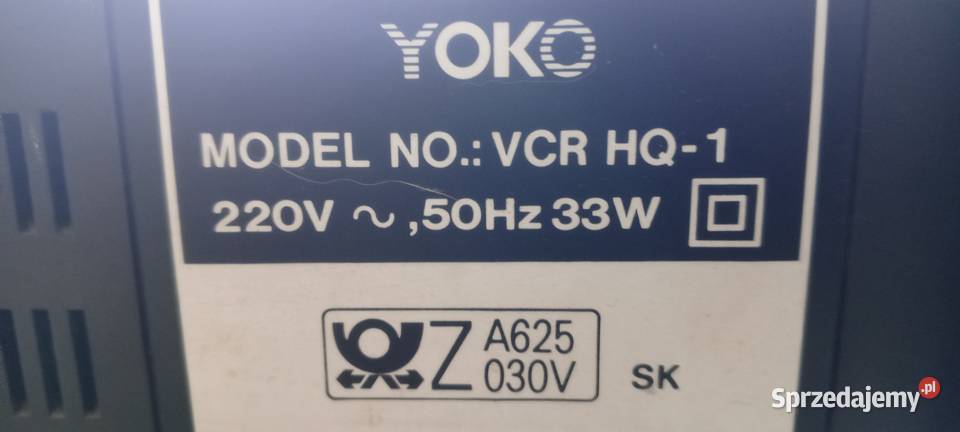 YOKO
MODEL NO.: VCR HQ-1
220V ~ ,50Hz 33W
Z A625
030V
SK
Sprzedajemy.pl